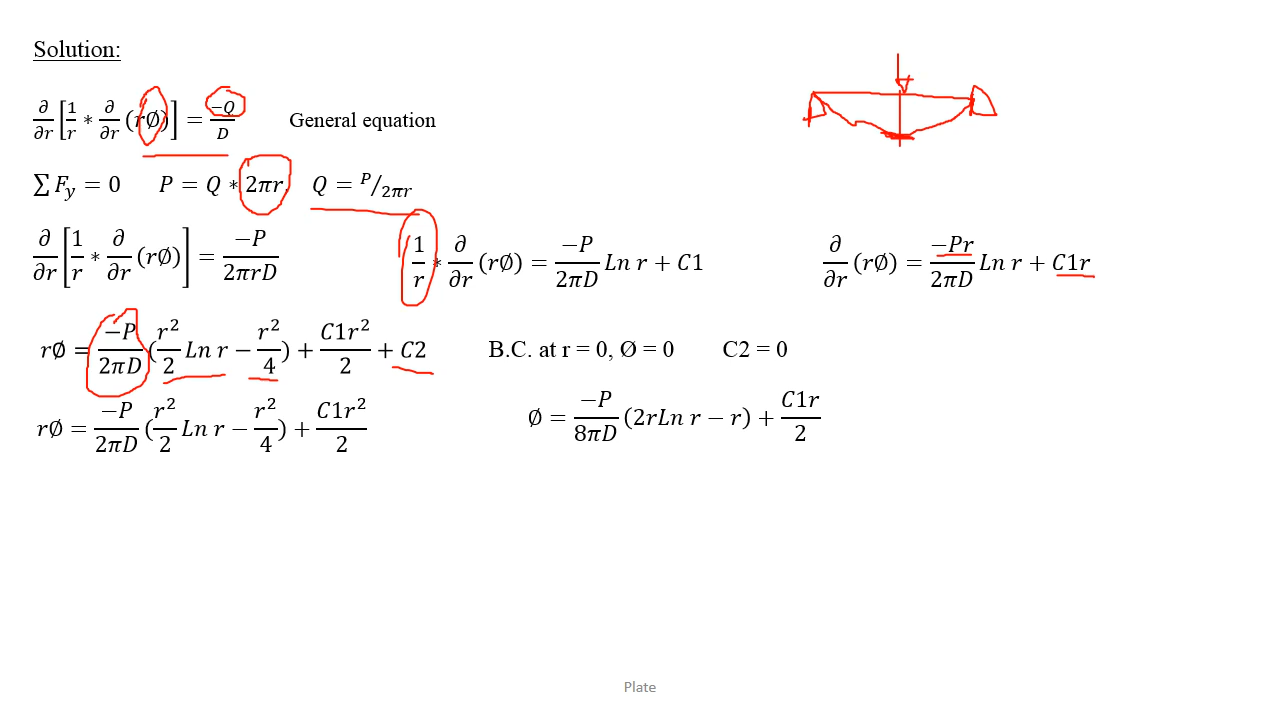 Solution:
∂/∂r [1/r * ∂/∂r (rØ)] = −Q/D General equation
∑ F_y = 0 P = Q * 2πr Q = P/2πr
∂/∂r [1/r * ∂/∂r (rØ)] = −P/2πrD 1/r * ∂/∂r (rØ) = −P/2πD Ln r + C1 ∂/∂r (rØ) = −Pr/2πD Ln r + C1r
rØ = −P/2πD (r²/2 Ln r − r²/4) + C1r²/2 + C2 B.C. at r = 0, Ø = 0 C2 = 0
rØ = −P/2πD (r²/2 Ln r − r²/4) + C1r²/2 Ø = −P/8πD (2rLn r − r) + C1r/2
Plate